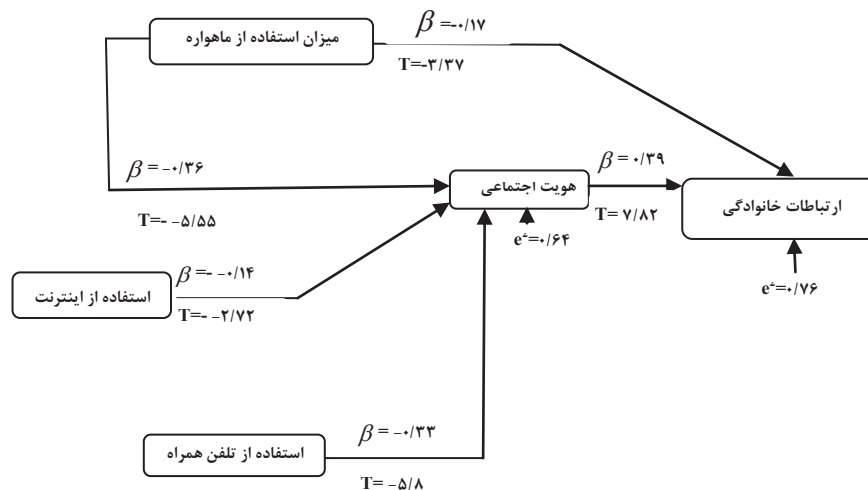 میزان استفاده از ماهواره
β =-۰/۱۷
T=-۳/۳۷
β = -۰/۳۶
T=- -۵/۵۵
هویت اجتماعی
β = ۰/۳۹
T= ۷/۸۲
e۲=۰/۶۴
ارتباطات خانوادگی
e۲=۰/۷۶
استفاده از اینترنت
β =- -۰/۱۴
T=- -۲/۷۲
استفاده از تلفن همراه
β = -۰/۳۳
T= -۵/۸